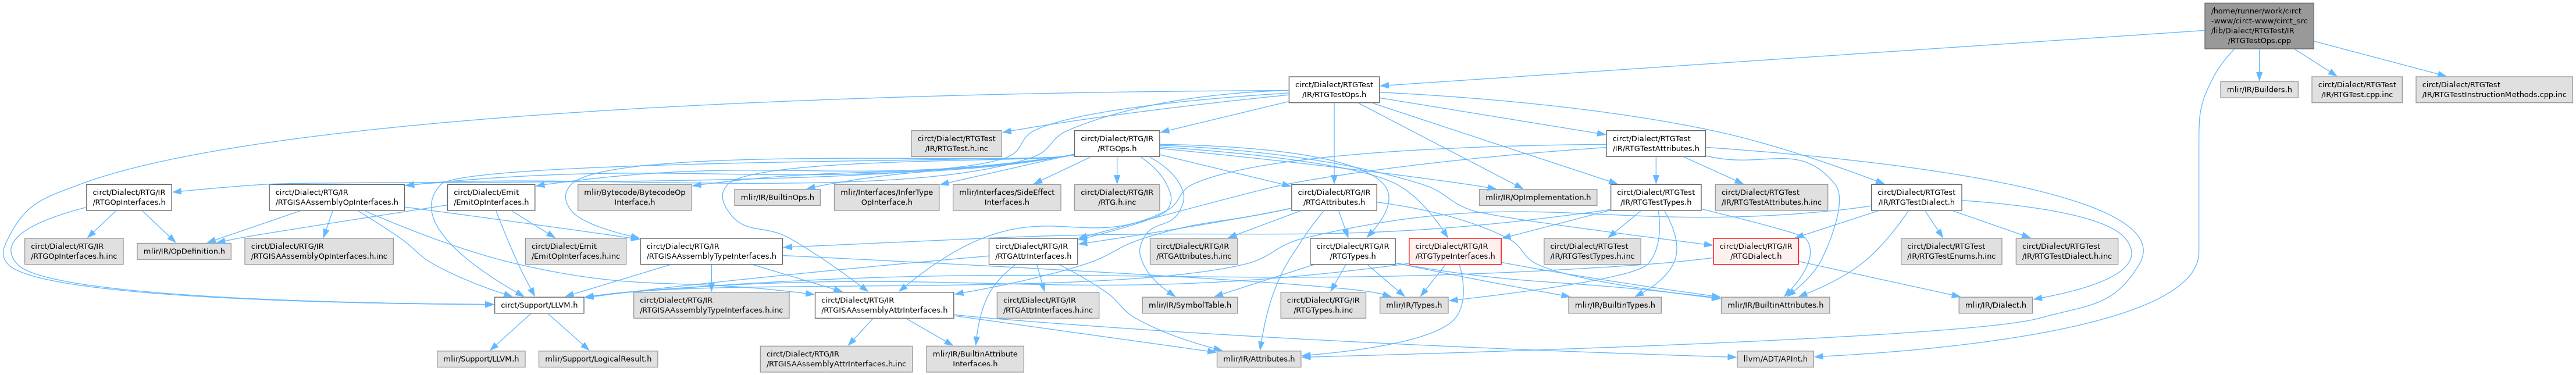 /home/runner/work/circt
-www/circt-www/circt_src
/lib/Dialect/RTGTest/IR
/RTGTestOps.cpp
circt/Dialect/RTGTest
/IR/RTGTestOps.h
mlir/IR/Builders.h
circt/Dialect/RTGTest
/IR/RTGTest.cpp.inc
circt/Dialect/RTGTest
/IR/RTGTestInstructionMethods.cpp.inc
circt/Dialect/RTGTest
/IR/RTGTest.h.inc
circt/Dialect/RTG/IR
/RTGOps.h
circt/Dialect/RTGTest
/IR/RTGTestAttributes.h
circt/Dialect/RTG/IR
/RTGOpInterfaces.h
circt/Dialect/RTG/IR
/RTGISAAssemblyOpInterfaces.h
circt/Dialect/Emit
/EmitOpInterfaces.h
mlir/Bytecode/BytecodeOp
Interface.h
mlir/IR/BuiltinOps.h
mlir/Interfaces/InferType
OpInterface.h
mlir/Interfaces/SideEffect
Interfaces.h
circt/Dialect/RTG/IR
/RTG.h.inc
circt/Dialect/RTG/IR
/RTGAttributes.h
mlir/IR/OpImplementation.h
circt/Dialect/RTGTest
/IR/RTGTestTypes.h
circt/Dialect/RTGTest
/IR/RTGTestAttributes.h.inc
circt/Dialect/RTGTest
/IR/RTGTestDialect.h
circt/Dialect/RTG/IR
/RTGOpInterfaces.h.inc
mlir/IR/OpDefinition.h
circt/Dialect/RTG/IR
/RTGISAAssemblyOpInterfaces.h.inc
circt/Dialect/Emit
/EmitOpInterfaces.h.inc
circt/Dialect/RTG/IR
/RTGISAAssemblyTypeInterfaces.h
circt/Dialect/RTG/IR
/RTGAttrInterfaces.h
circt/Dialect/RTG/IR
/RTGAttributes.h.inc
circt/Dialect/RTG/IR
/RTGTypes.h
circt/Dialect/RTG/IR
/RTGTypeInterfaces.h
circt/Dialect/RTGTest
/IR/RTGTestTypes.h.inc
circt/Dialect/RTG/IR
/RTGDialect.h
circt/Dialect/RTGTest
/IR/RTGTestEnums.h.inc
circt/Dialect/RTGTest
/IR/RTGTestDialect.h.inc
circt/Support/LLVM.h
circt/Dialect/RTG/IR
/RTGISAAssemblyTypeInterfaces.h.inc
circt/Dialect/RTG/IR
/RTGISAAssemblyAttrInterfaces.h
circt/Dialect/RTG/IR
/RTGAttrInterfaces.h.inc
mlir/IR/SymbolTable.h
circt/Dialect/RTG/IR
/RTGTypes.h.inc
mlir/IR/Types.h
mlir/IR/BuiltinTypes.h
mlir/IR/BuiltinAttributes.h
mlir/IR/Dialect.h
mlir/Support/LLVM.h
mlir/Support/LogicalResult.h
circt/Dialect/RTG/IR
/RTGISAAssemblyAttrInterfaces.h.inc
mlir/IR/BuiltinAttribute
Interfaces.h
mlir/IR/Attributes.h
llvm/ADT/APInt.h